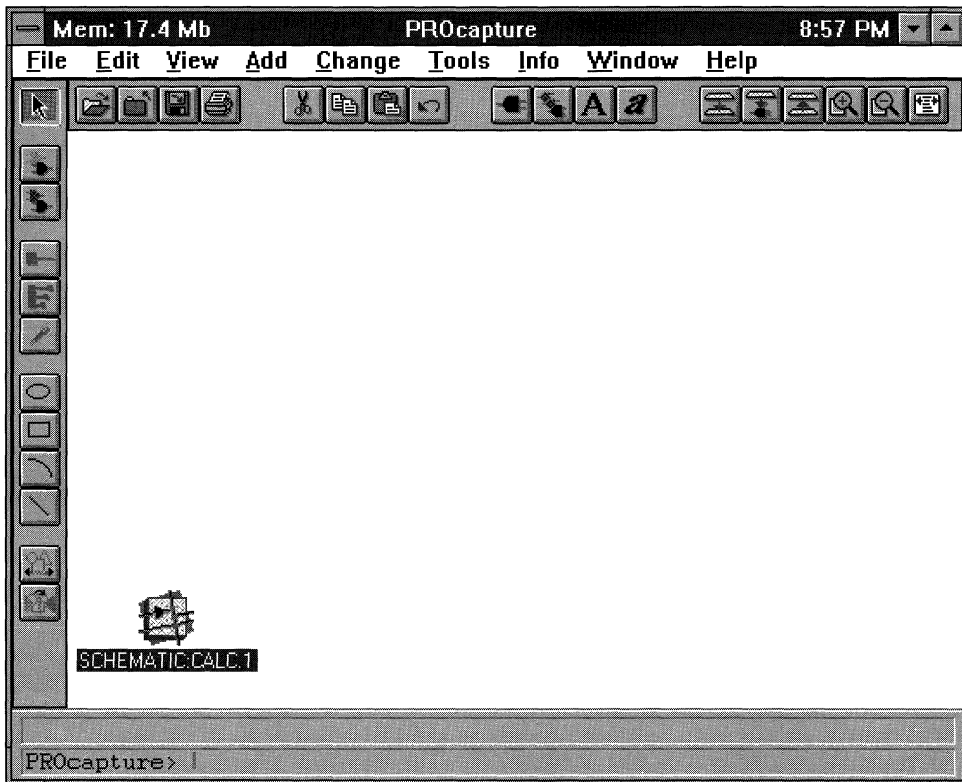 Mem: 17.4 Mb PROcapture 8:57 PM
File Edit View Add Change Tools Info Window Help
A a
SCHEMATIC:CALC.1
PROcapture>